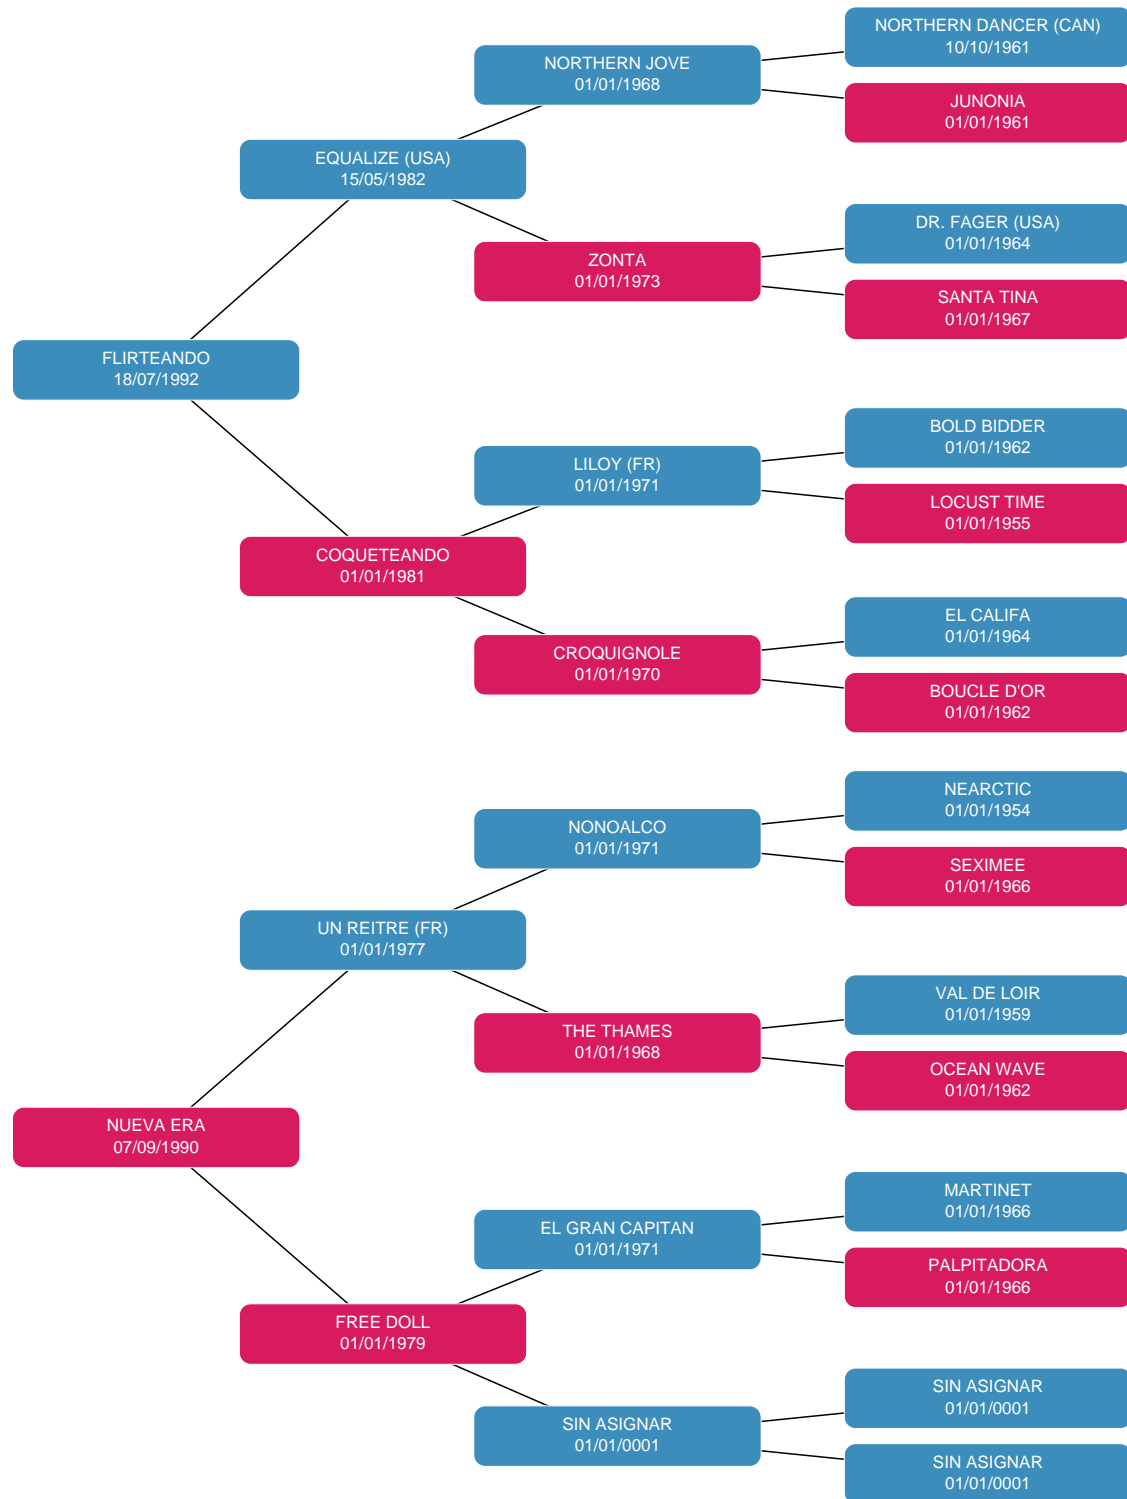 NORTHERN DANCER (CAN)
10/10/1961
NORTHERN JOVE
01/01/1968
JUNONIA
01/01/1961
EQUALIZE (USA)
15/05/1982
DR. FAGER (USA)
01/01/1964
ZONTA
01/01/1973
SANTA TINA
01/01/1967
FLIRTEANDO
18/07/1992
BOLD BIDDER
01/01/1962
LILOY (FR)
01/01/1971
LOCUST TIME
01/01/1955
COQUETEANDO
01/01/1981
EL CALIFA
01/01/1964
CROQUIGNOLE
01/01/1970
BOUCLE D'OR
01/01/1962
NEARCTIC
01/01/1954
NONOALCO
01/01/1971
SEXIMEE
01/01/1966
UN REITRE (FR)
01/01/1977
VAL DE LOIR
01/01/1959
THE THAMES
01/01/1968
OCEAN WAVE
01/01/1962
NUEVA ERA
07/09/1990
MARTINET
01/01/1966
EL GRAN CAPITAN
01/01/1971
PALPITADORA
01/01/1966
FREE DOLL
01/01/1979
SIN ASIGNAR
01/01/0001
SIN ASIGNAR
01/01/0001
SIN ASIGNAR
01/01/0001